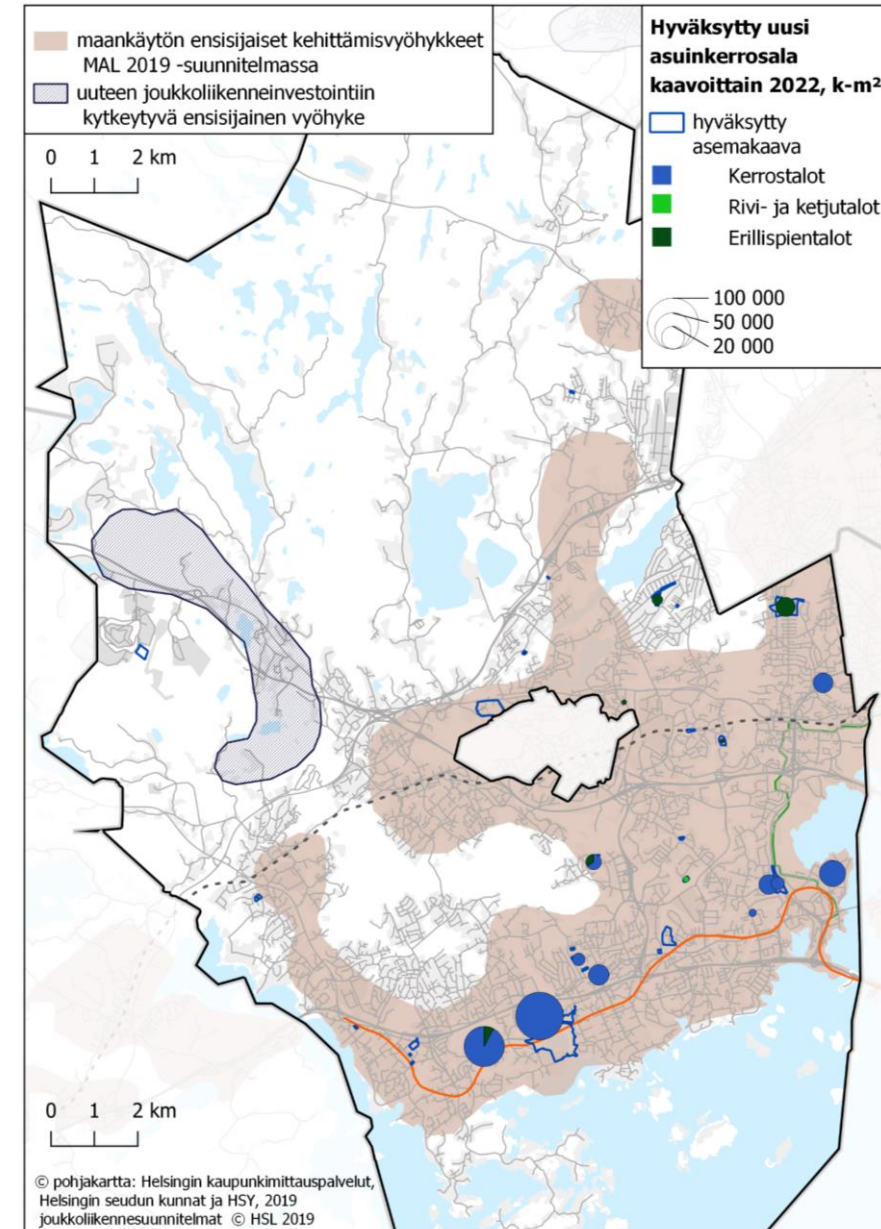 maankäytön ensisijaiset kehittämisvyöhykkeet
MAL 2019 -suunnitelmassa
uuteen joukkoliikenneinvestointiin
kytkeytyvä ensisijainen vyöhyke
0 1 2 km
Hyväksytty uusi
asuinkerrosala
kaavoittain 2022, k-m²
hyväksytty
asemakaava
Kerrostalot
Rivi- ja ketjutalot
Erillispientalot
100 000
50 000
20 000
0 1 2 km
© pohjakartta: Helsingin kaupunkimittauspalvelut,
Helsingin seudun kunnat ja HSY, 2019
joukkoliikennesuunnitelmat © HSL 2019